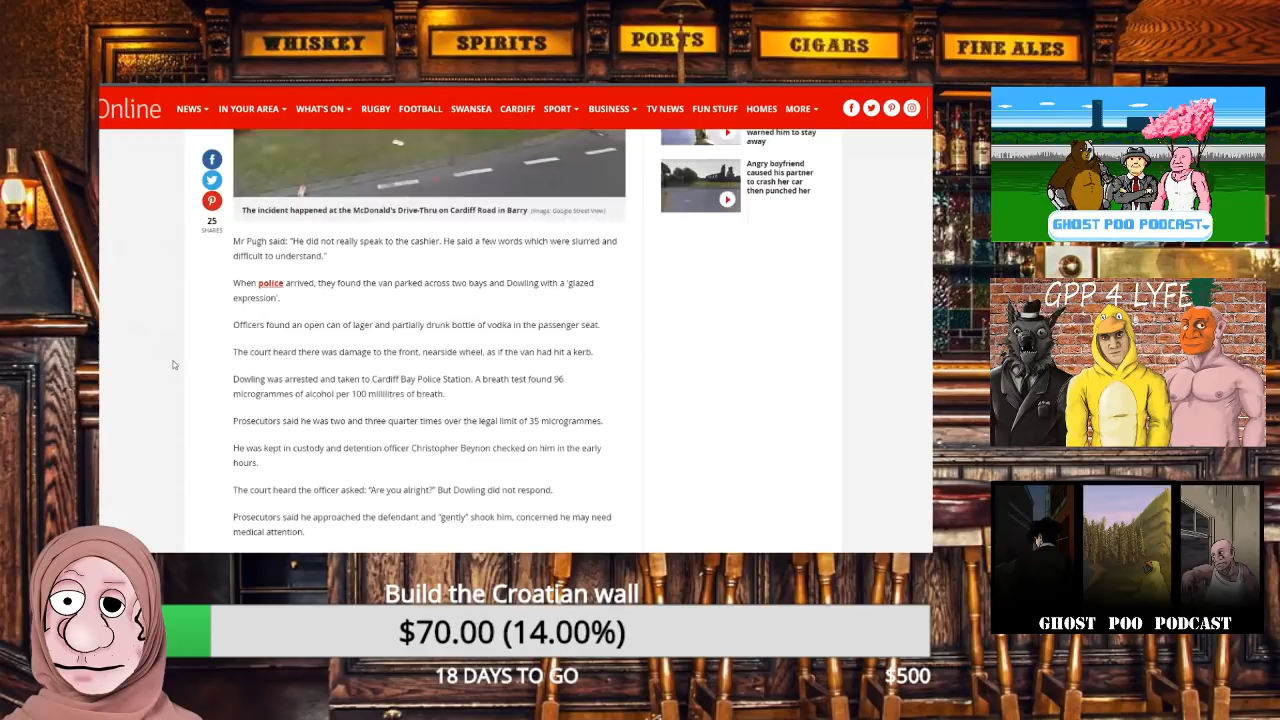 WHISKEY
SPIRITS
PORTS
CIGARS
FINE ALES
Online
NEWS
IN YOUR AREA
WHAT'S ON
RUGBY
FOOTBALL
SWANSEA
CARDIFF
SPORT
BUSINESS
TV NEWS
FUN STUFF
HOMES
MORE
warned him to stay
away
Angry boyfriend
caused his partner
to crash her car
then punched her
25
SHARES
The incident happened at the McDonald's Drive-Thru on Cardiff Road in Barry (Image: Google Street View)
Mr Pugh said: "He did not really speak to the cashier. He said a few words which were slurred and
difficult to understand."
When police arrived, they found the van parked across two bays and Dowling with a 'glazed
expression'.
Officers found an open can of lager and partially drunk bottle of vodka in the passenger seat.
The court heard there was damage to the front, nearside wheel, as if the van had hit a kerb.
Dowling was arrested and taken to Cardiff Bay Police Station. A breath test found 96
microgrammes of alcohol per 100 millilitres of breath.
Prosecutors said he was two and three quarter times over the legal limit of 35 microgrammes.
He was kept in custody and detention officer Christopher Beynon checked on him in the early
hours.
The court heard the officer asked: "Are you alright?" But Dowling did not respond.
Prosecutors said he approached the defendant and "gently" shook him, concerned he may need
medical attention.
GHOST POO PODCAST
GPP 4 LYFE
GHOST POO PODCAST
Build the Croatian wall
$70.00 (14.00%)
18 DAYS TO GO
$500